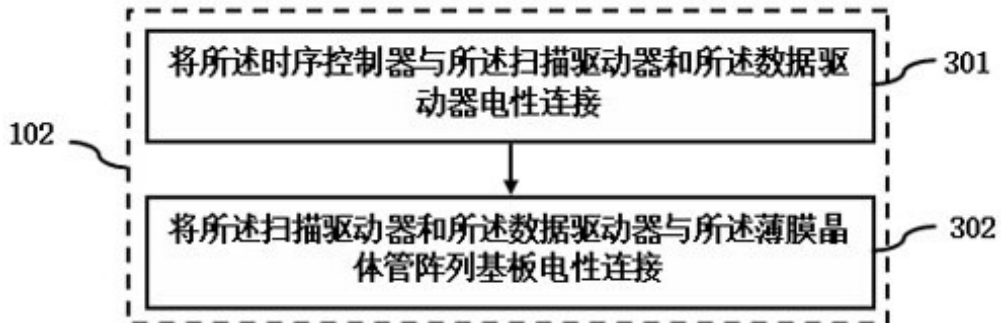 将所述时序控制器与所述扫描驱动器和所述数据驱
动器电性连接
301
102
将所述扫描驱动器和所述数据驱动器与所述薄膜晶
体管阵列基板电性连接
302